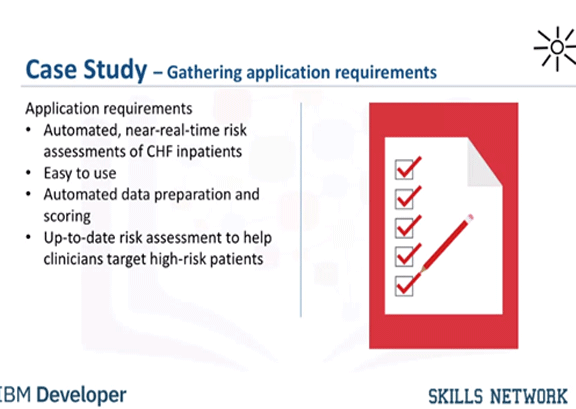 Case Study – Gathering application requirements
Application requirements
• Automated, near-real-time risk
assessments of CHF inpatients
• Easy to use
• Automated data preparation and
scoring
• Up-to-date risk assessment to help
clinicians target high-risk patients
IBM Developer
SKILLS NETWORK